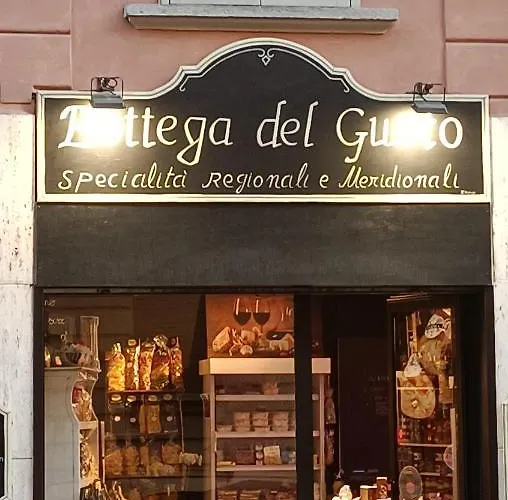 Bottega del Gusto
Specialità Regionali e Meridionali